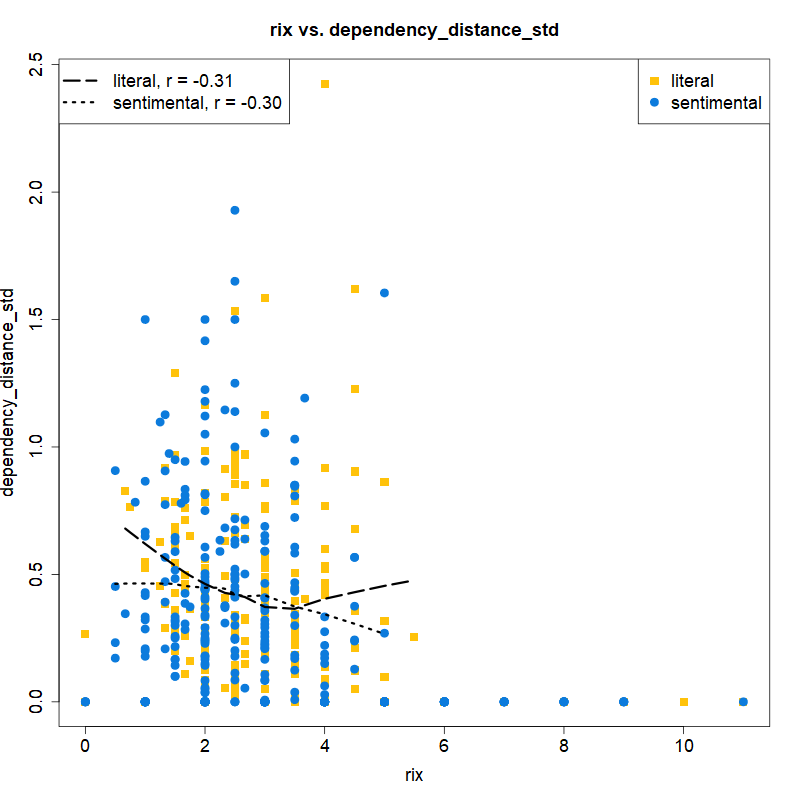 rix vs. dependency_distance_std
literal, r = -0.31
sentimental, r = -0.30
literal
sentimental
dependency_distance_std
2.5
2.0
1.5
1.0
0.5
0.0
0 2 4 6 8 10
rix